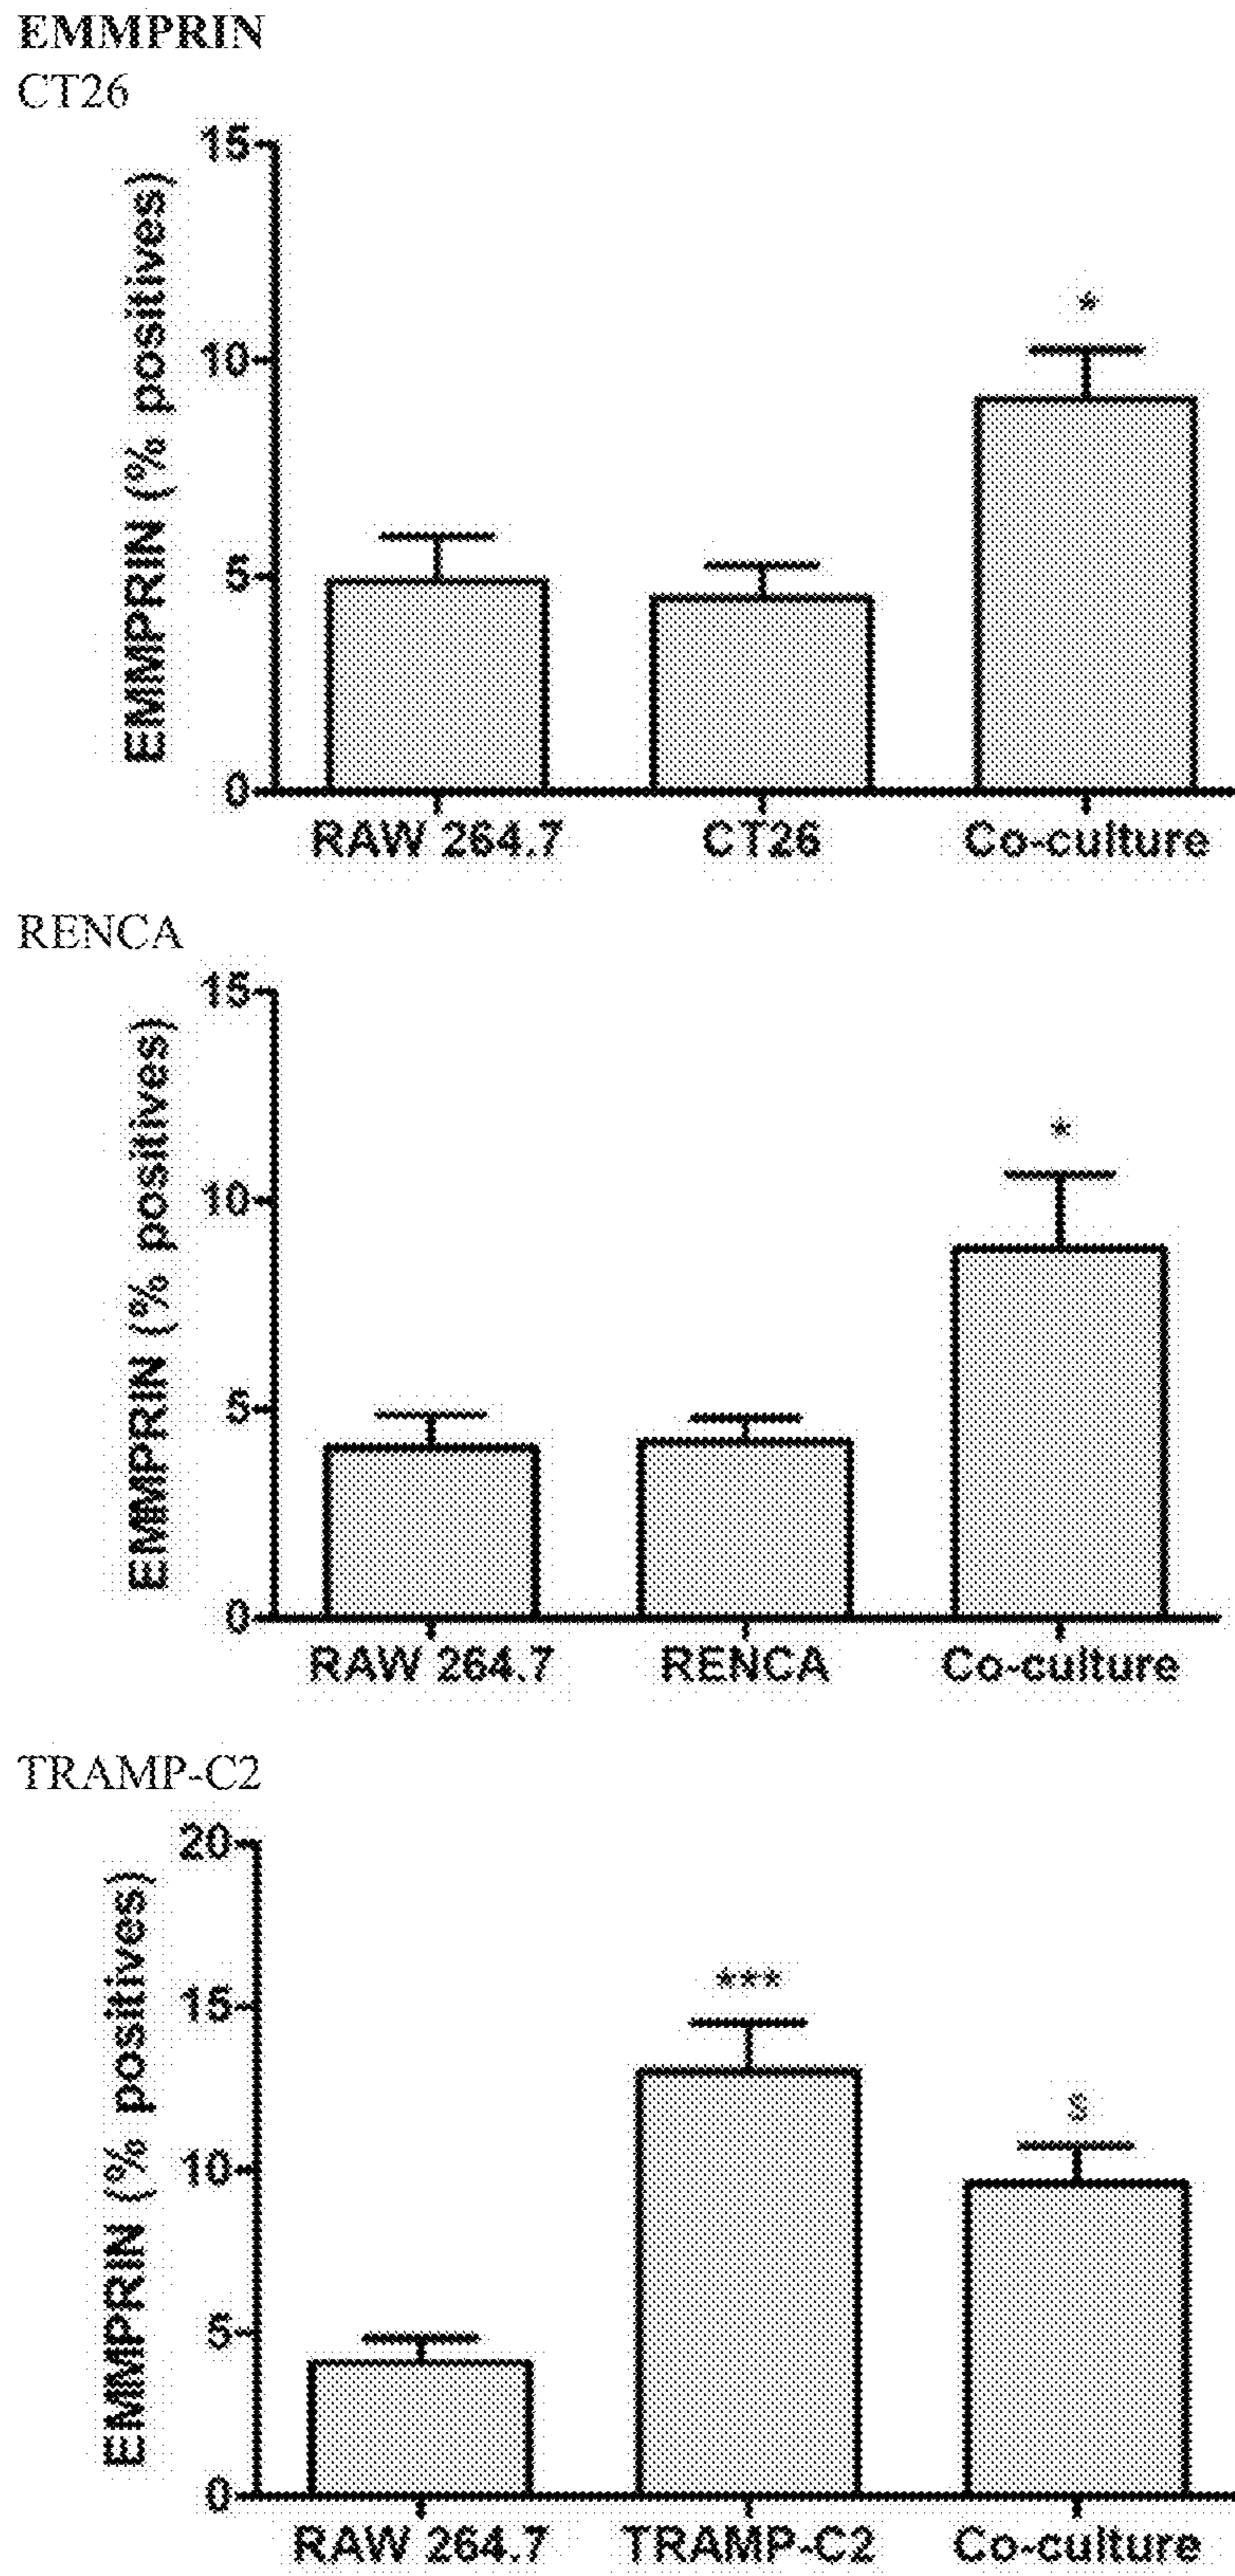 EMMPRIN
CT26
EMMPRIN (% positives)
15
10
5
0
*
RAW 264.7 CT26 Co-culture
RENCA
EMMPRIN (% positives)
15
10
5
0
*
RAW 264.7 RENCA Co-culture
TRAMP-C2
EMMPRIN (% positives)
20
15
10
5
0
***
$
RAW 264.7 TRAMP-C2 Co-culture